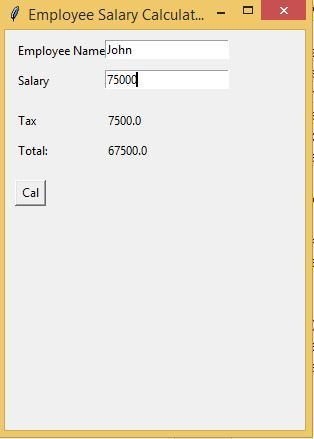 Employee Salary Calculat...
Employee Name John
Salary 75000
Tax 7500.0
Total: 67500.0
Cal